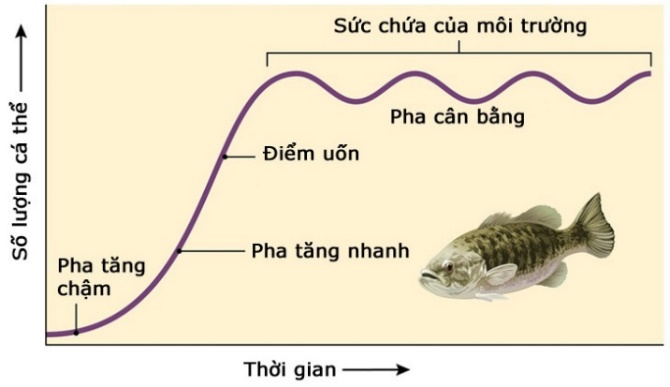 Sức chứa của môi trường
Pha cân bằng
Điểm uốn
Pha tăng nhanh
Pha tăng
chậm
Số lượng cá thể
Thời gian